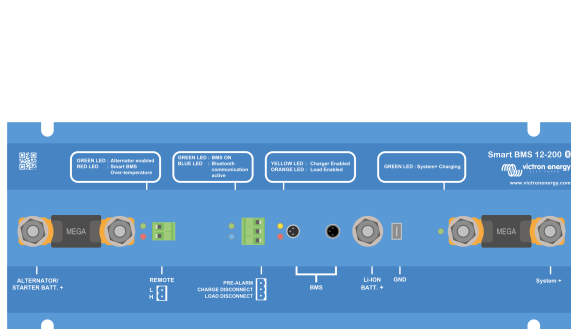 GREEN LED : Alternator enabled
RED LED : Smart BMS
Over-temperature
GREEN LED : BMS ON
BLUE LED : Bluetooth
communication
active
YELLOW LED : Charger Enabled
ORANGE LED : Load Enabled
GREEN LED : System+ Charging
Smart BMS 12-200
victron energy
www.victronenergy.com
MEGA
MEGA
ALTERNATOR/
STARTER BATT. +
REMOTE
L
H
PRE-ALARM
CHARGE DISCONNECT
LOAD DISCONNECT
BMS
LI-ION
BATT. +
GND
System +